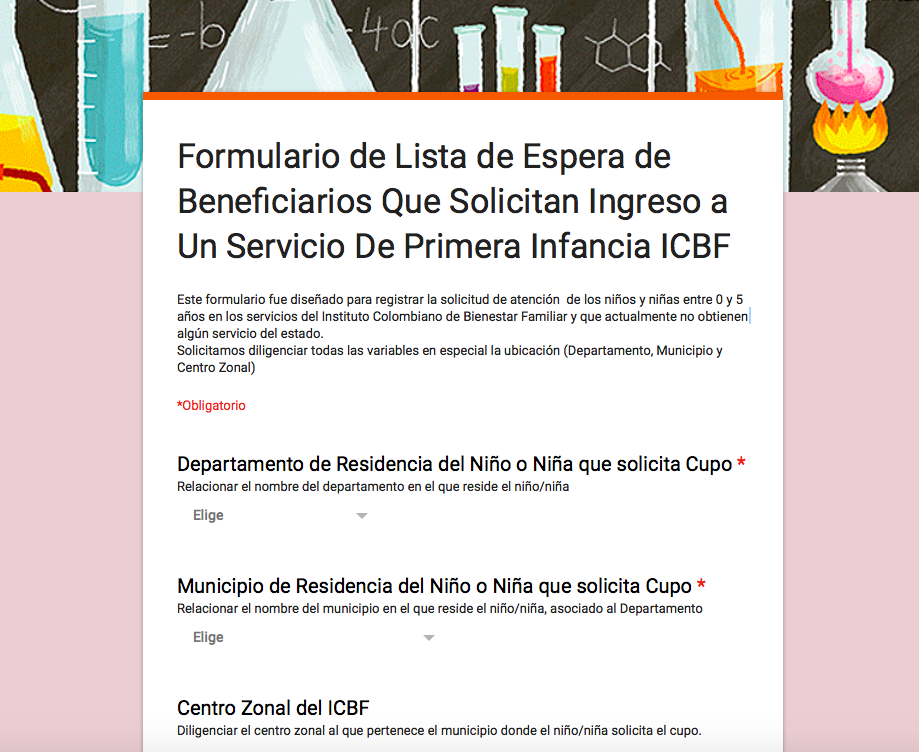 =-b
-4ac
Formulario de Lista de Espera de
Beneficiarios Que Solicitan Ingreso a
Un Servicio De Primera Infancia ICBF
Este formulario fue diseñado para registrar la solicitud de atención de los niños y niñas entre 0 y 5
años en los servicios del Instituto Colombiano de Bienestar Familiar y que actualmente no obtienen
algún servicio del estado.
Solicitamos diligenciar todas las variables en especial la ubicación (Departamento, Municipio y
Centro Zonal)
*Obligatorio
Departamento de Residencia del Niño o Niña que solicita Cupo *
Relacionar el nombre del departamento en el que reside el niño/niña
Elige
Municipio de Residencia del Niño o Niña que solicita Cupo *
Relacionar el nombre del municipio en el que reside el niño/niña, asociado al Departamento
Elige
Centro Zonal del ICBF
Diligenciar el centro zonal al que pertenece el municipio donde el niño/niña solicita el cupo.